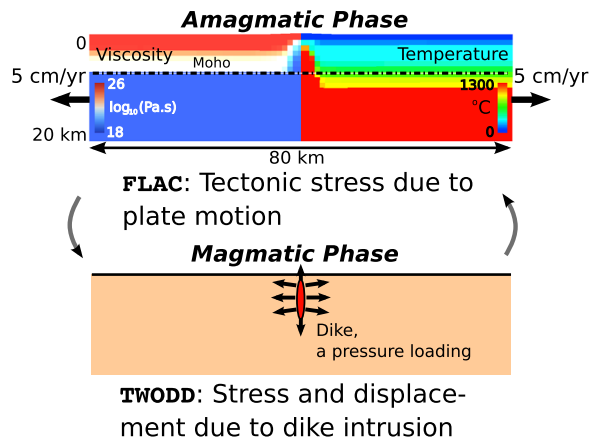 Amagmatic Phase
0
Viscosity
Temperature
Moho
5 cm/yr
5 cm/yr
26
1300
log10(Pa.s)
°C
18
0
20 km
80 km
FLAC: Tectonic stress due to
plate motion
Magmatic Phase
Dike,
a pressure loading
TWODD: Stress and displace-
ment due to dike intrusion